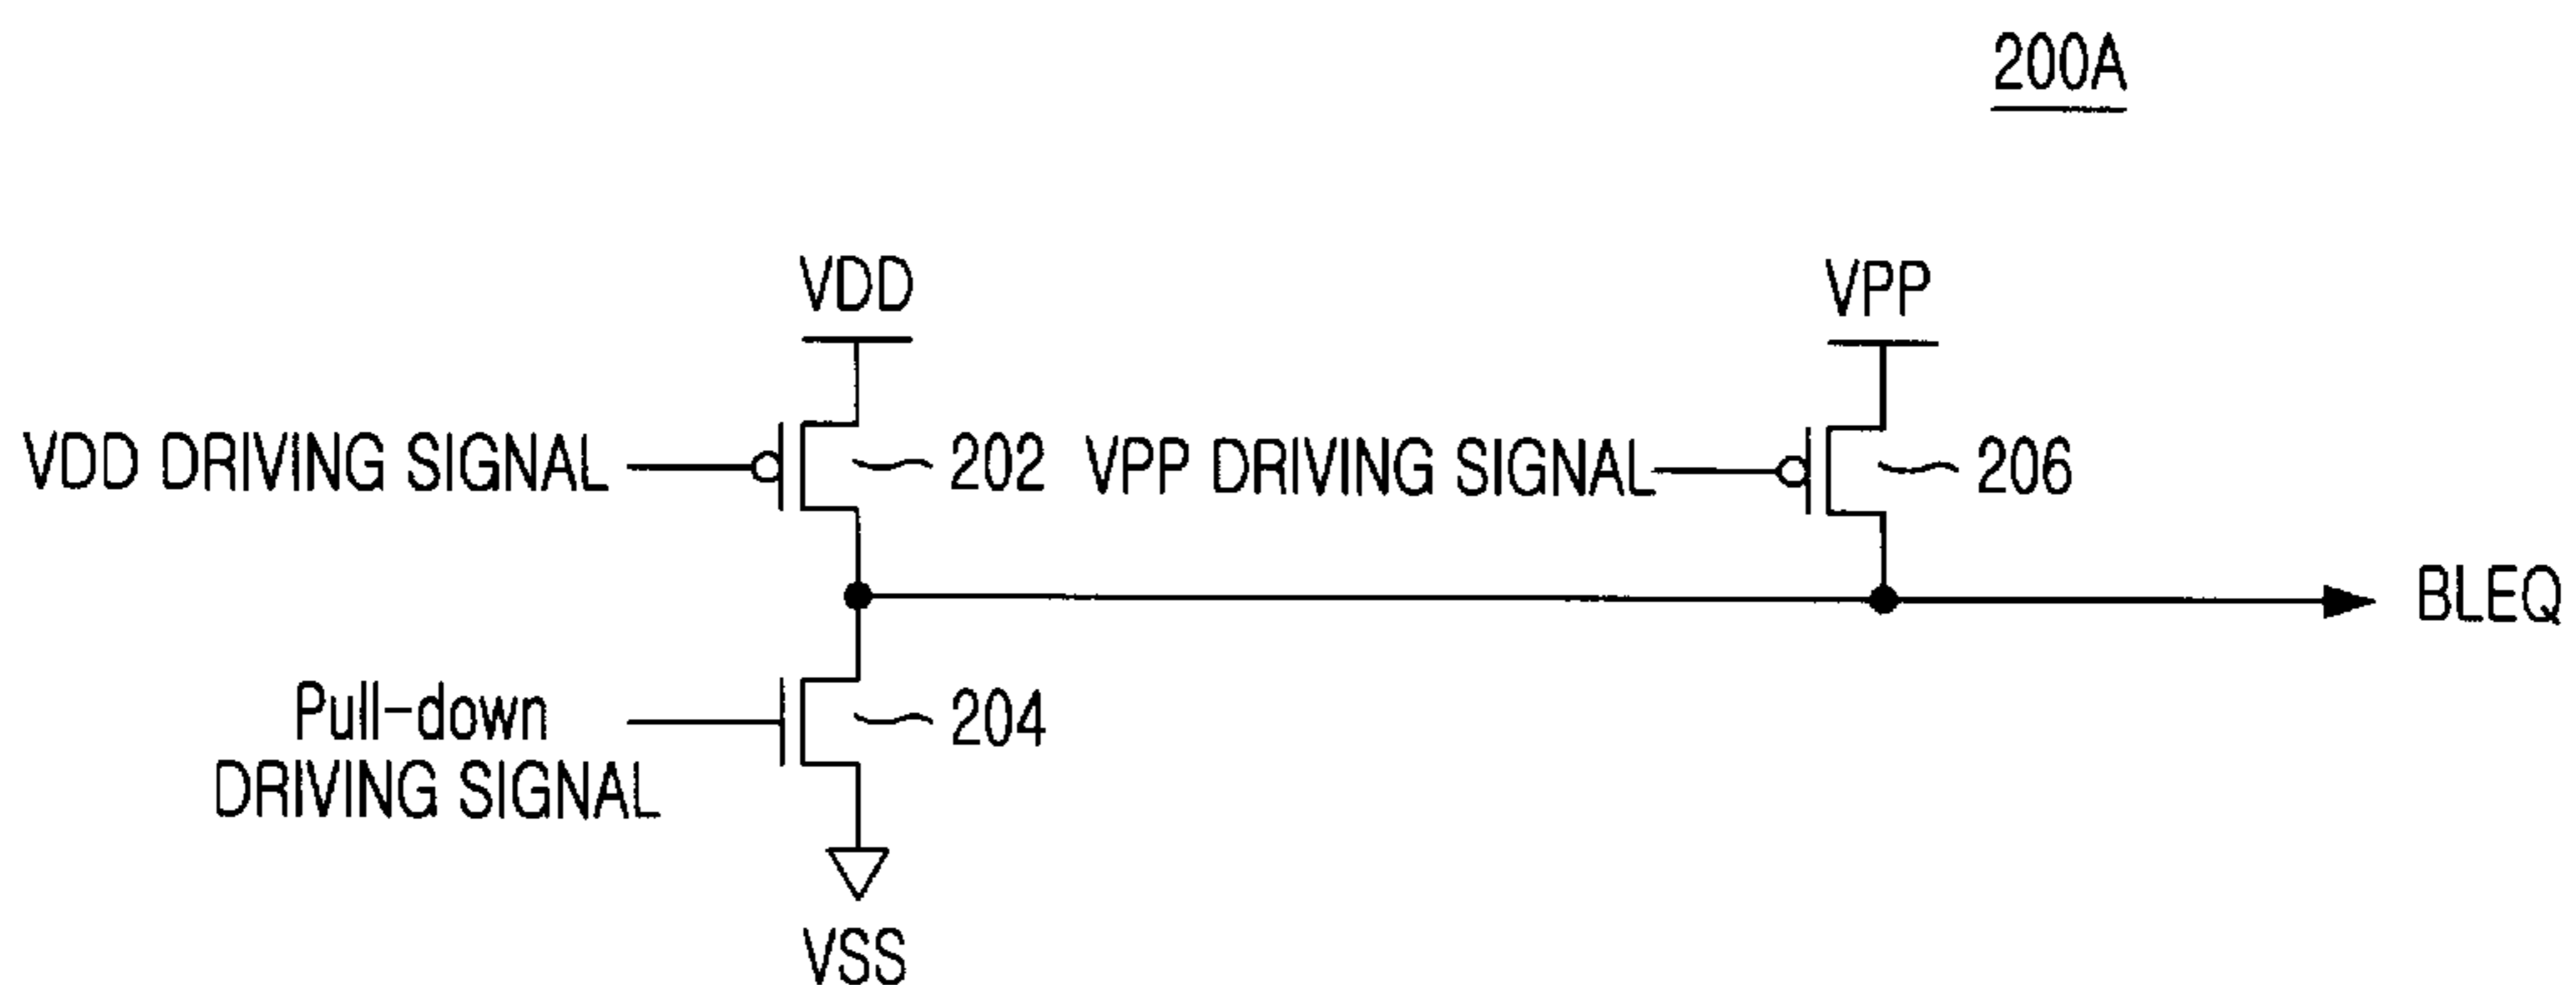 200A
VDD
VPP
VDD DRIVING SIGNAL
202
VPP DRIVING SIGNAL
206
BLEQ
Pull-down
DRIVING SIGNAL
204
VSS